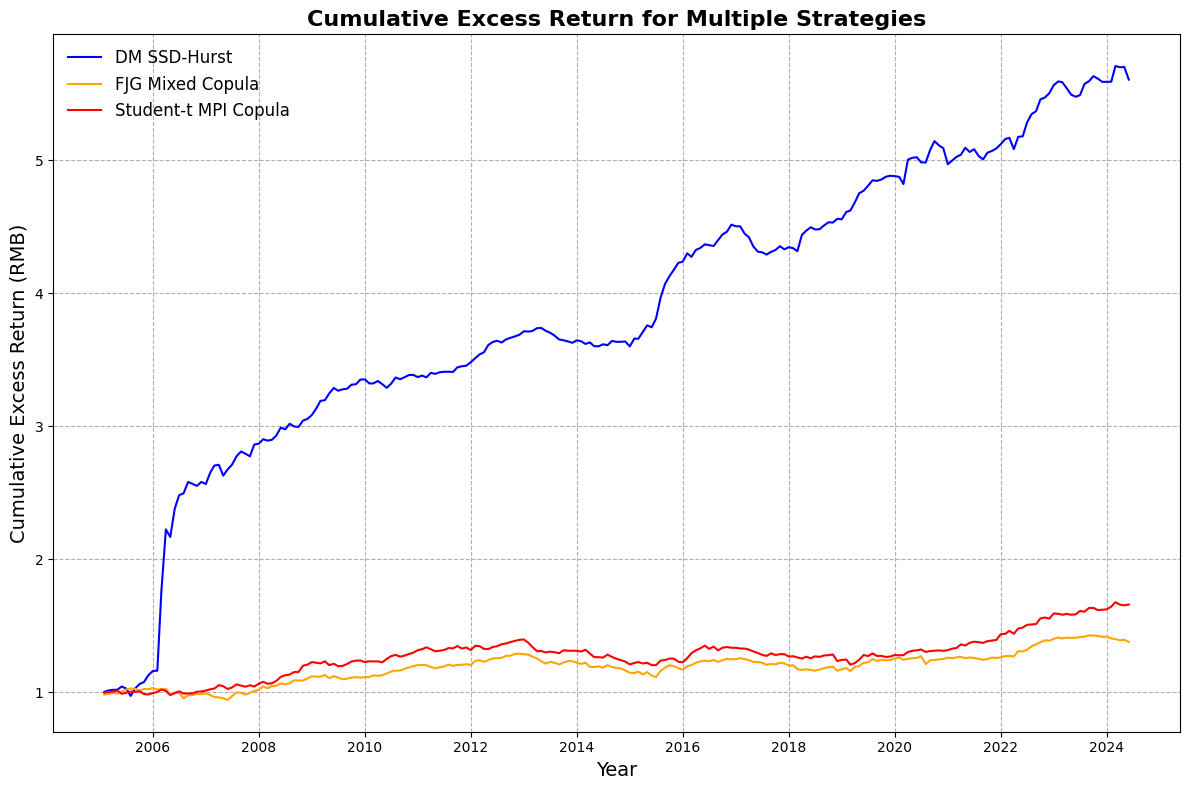 Cumulative Excess Return for Multiple Strategies
DM SSD-Hurst
FJG Mixed Copula
Student-t MPI Copula
Cumulative Excess Return (RMB)
5
4
3
2
1
2006 2008 2010 2012 2014 2016 2018 2020 2022 2024
Year